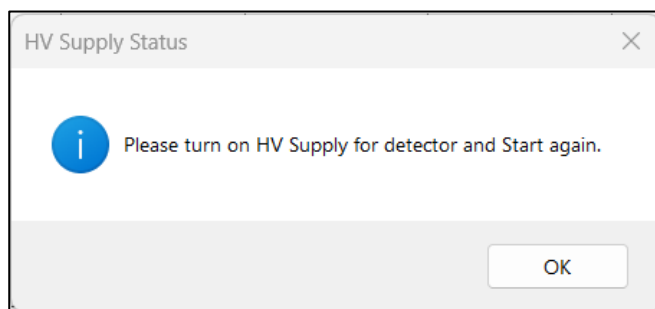 HV Supply Status
Please turn on HV Supply for detector and Start again.
OK